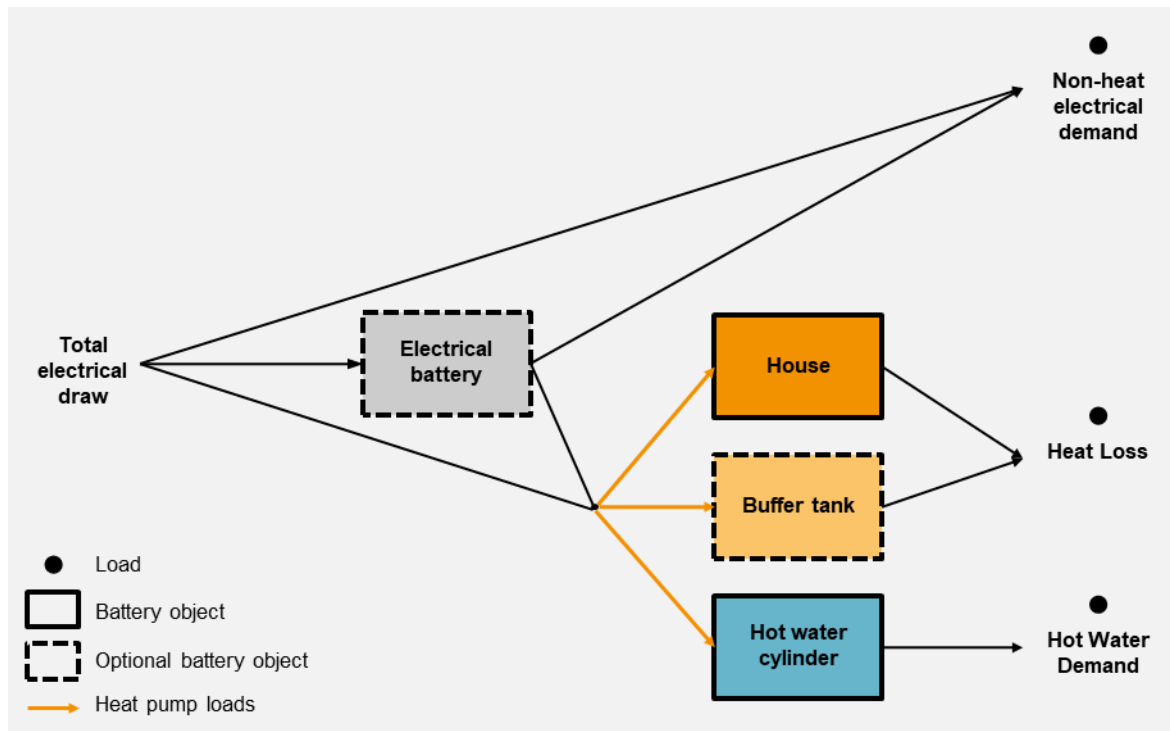 Non-heat
electrical
demand
Total
electrical
draw
Electrical
battery
House
Heat Loss
Buffer tank
Hot water
cylinder
Hot Water
Demand
Load
Battery object
Optional battery object
Heat pump loads